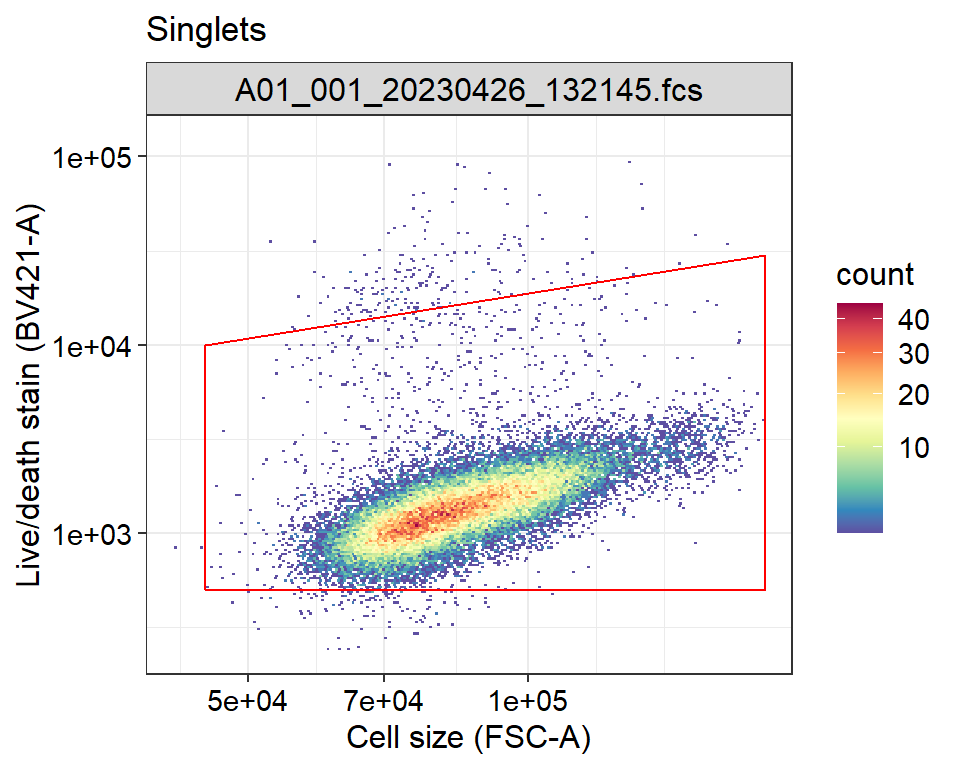 Singlets
A01_001_20230426_132145.fcs
Live/death stain (BV421-A)
1e+05
1e+04
1e+03
5e+04 7e+04 1e+05
Cell size (FSC-A)
count
40
30
20
10